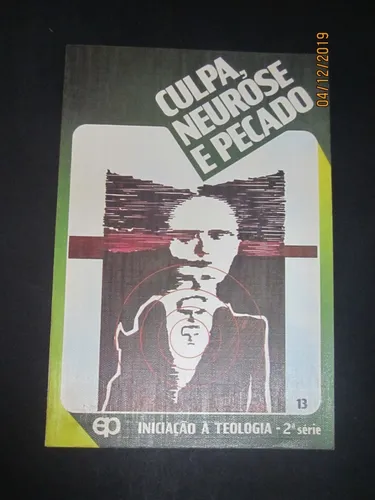 CULPA,
NEUROSE
E PECADO
04/12/2019
13
ep
INICIAÇÃO À TEOLOGIA - 2ª série